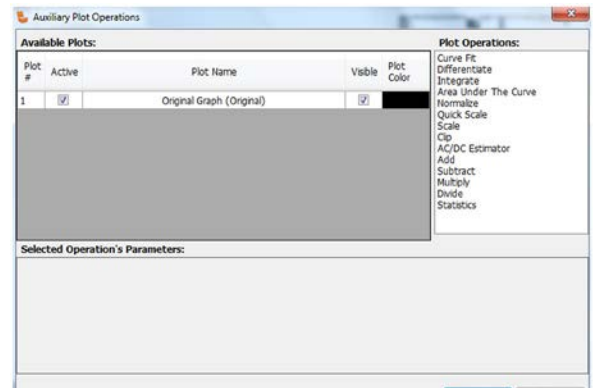 Auxiliary Plot Operations
Available Plots:
Plot Operations:
Plot # Active Plot Name Visible Plot Color
1 Original Graph (Original)
Curve Fit
Differentiate
Integrate
Area Under The Curve
Normalize
Quick Scale
Scale
Clip
AC/DC Estimator
Add
Subtract
Multiply
Divide
Statistics
Selected Operation's Parameters: